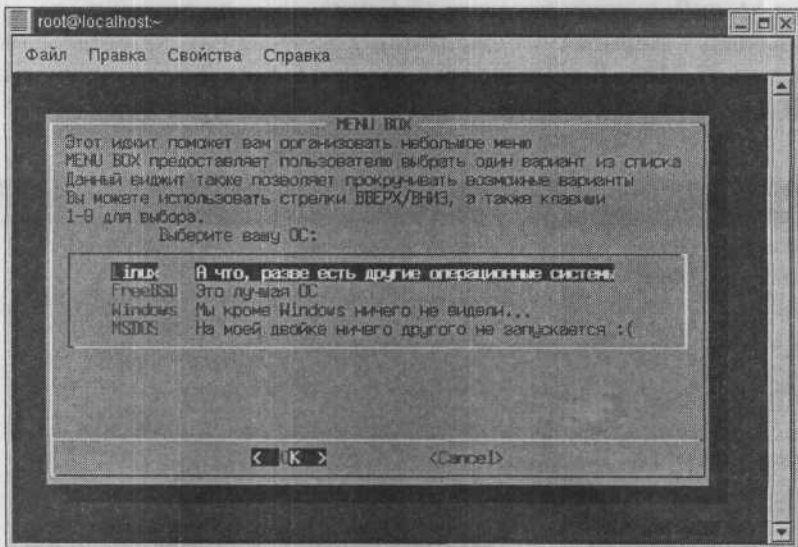 root@localhost:~
Файл Правка Свойства Справка
MENU BOX
Этот иджит поможет вам организовать небольшое меню
MENU BOX предоставляет пользователю выбрать один вариант из списка
Данный виджит также позволяет прокручивать возможные варианты
Вы можете использовать стрелки ВВЕРХ/ВНИЗ, а также клавиши
1-9 для выбора.
Выберите вашу ОС:
Linux А что, разве есть другие операционные системы
FreeBSD Это лучшая ОС
Windows Мы кроме Windows ничего не видели...
MSDOS На моей двойке ничего другого не запускается :(
< OK > <Cancel>